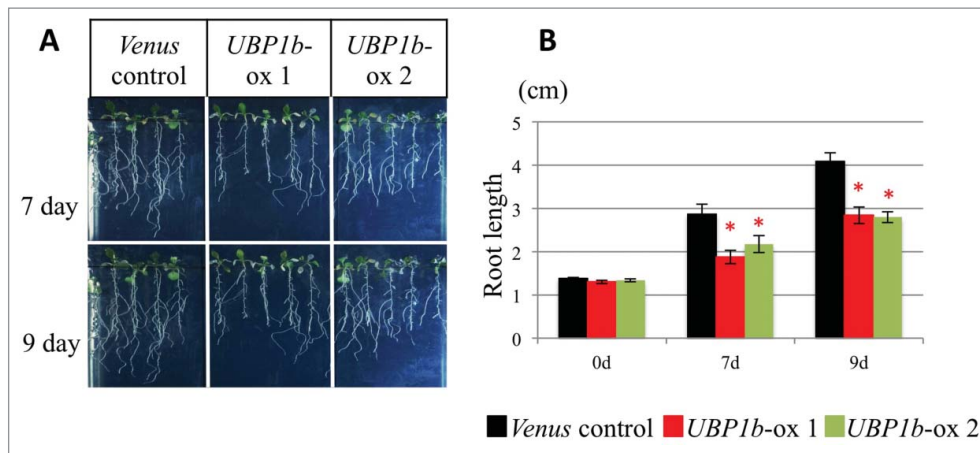 A
Venus control
UBP1b-ox 1
UBP1b-ox 2
7 day
9 day
B
(cm)
Root length
5
4
3
2
1
0
*
*
*
*
0d
7d
9d
Venus control
UBP1b-ox 1
UBP1b-ox 2